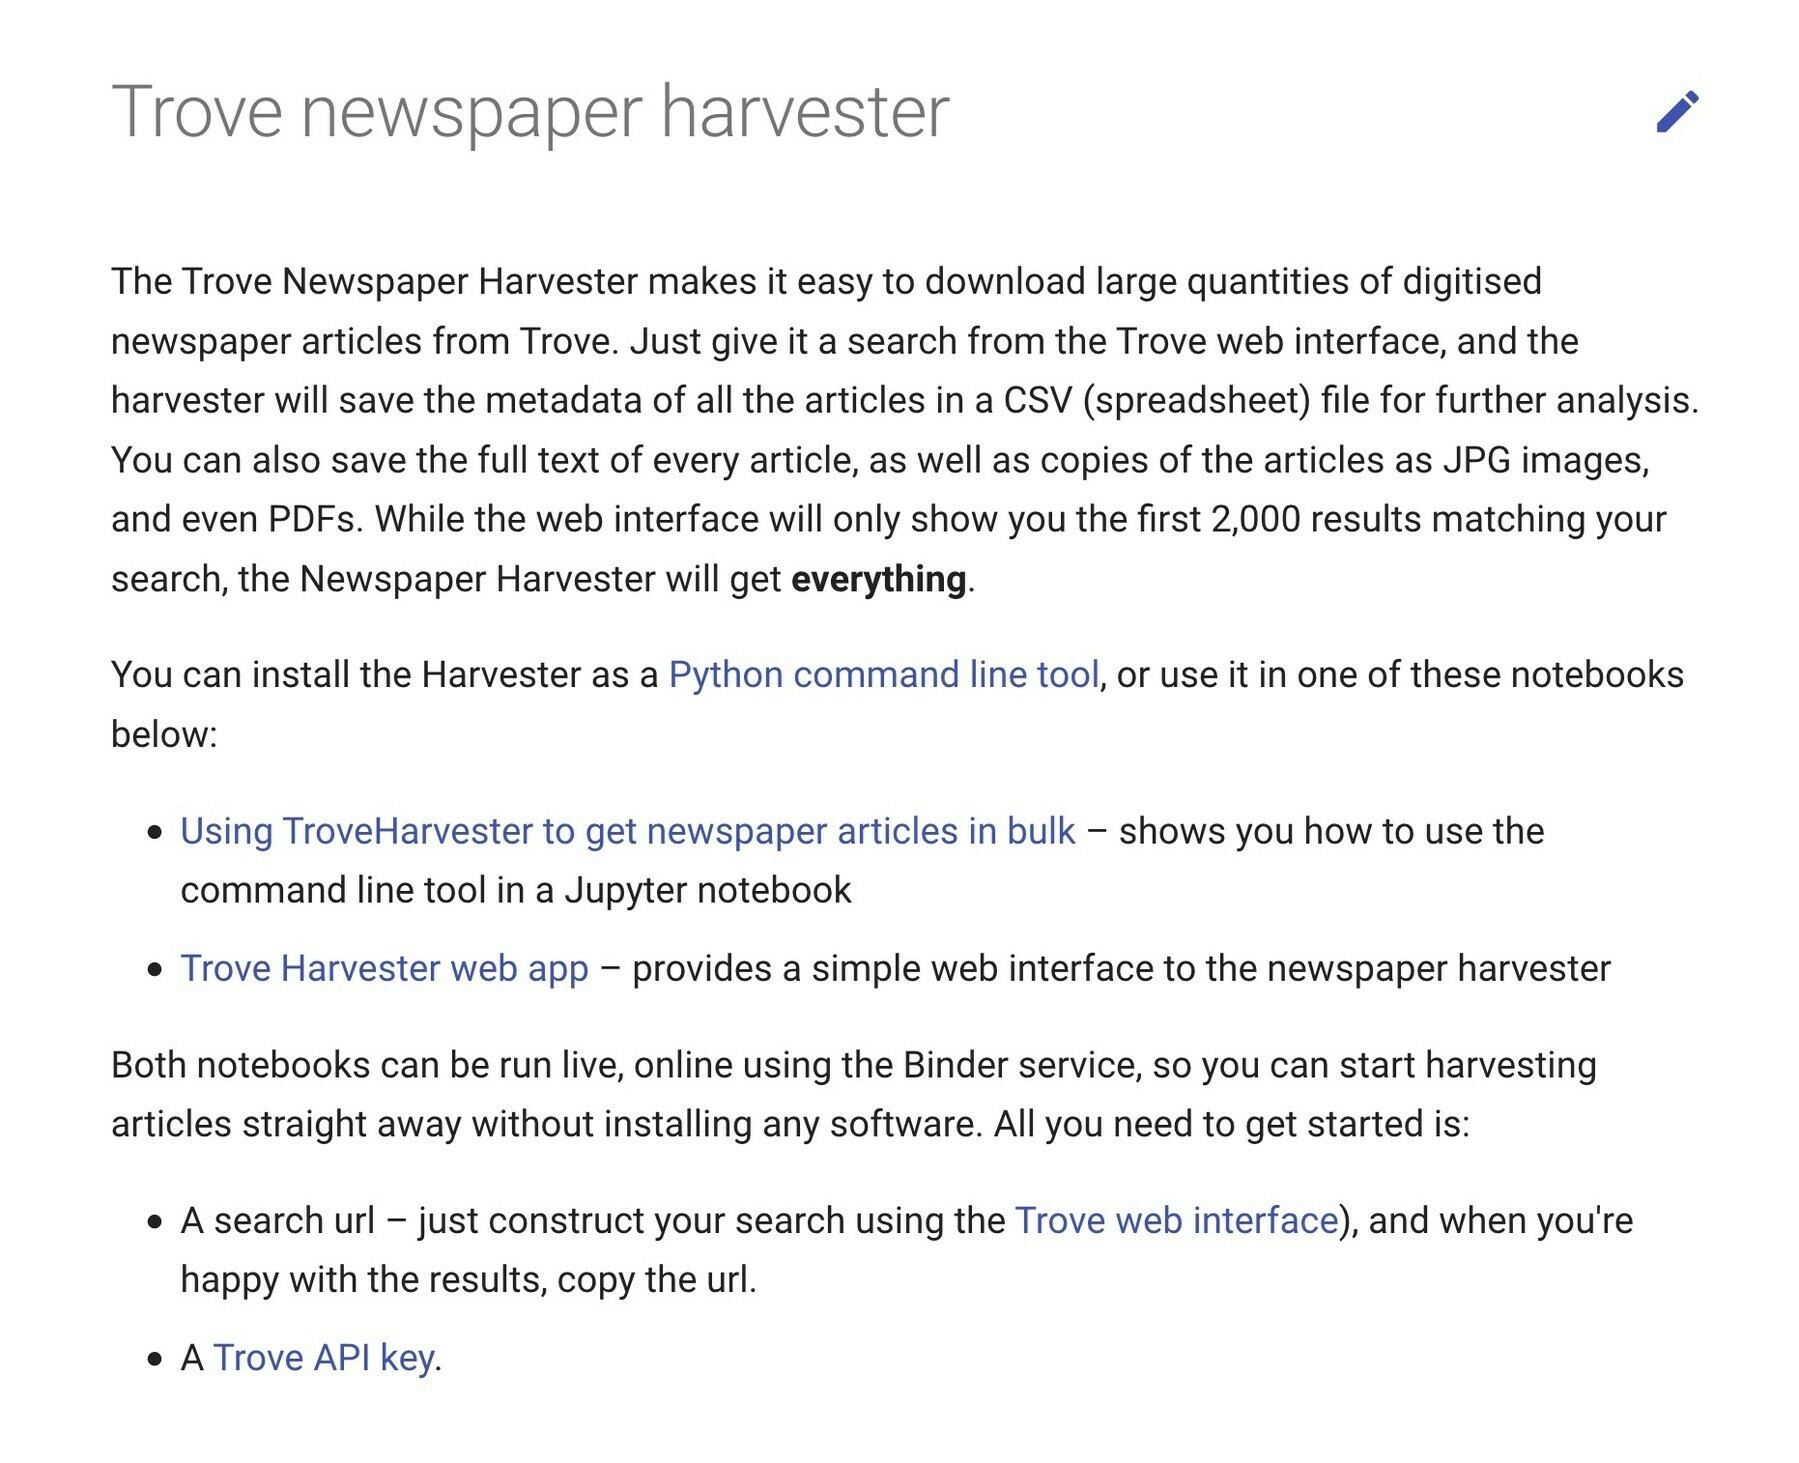 Trove newspaper harvester
The Trove Newspaper Harvester makes it easy to download large quantities of digitised
newspaper articles from Trove. Just give it a search from the Trove web interface, and the
harvester will save the metadata of all the articles in a CSV (spreadsheet) file for further analysis.
You can also save the full text of every article, as well as copies of the articles as JPG images,
and even PDFs. While the web interface will only show you the first 2,000 results matching your
search, the Newspaper Harvester will get everything.
You can install the Harvester as a Python command line tool, or use it in one of these notebooks
below:
• Using TroveHarvester to get newspaper articles in bulk – shows you how to use the
command line tool in a Jupyter notebook
• Trove Harvester web app – provides a simple web interface to the newspaper harvester
Both notebooks can be run live, online using the Binder service, so you can start harvesting
articles straight away without installing any software. All you need to get started is:
• A search url – just construct your search using the Trove web interface), and when you're
happy with the results, copy the url.
• A Trove API key.